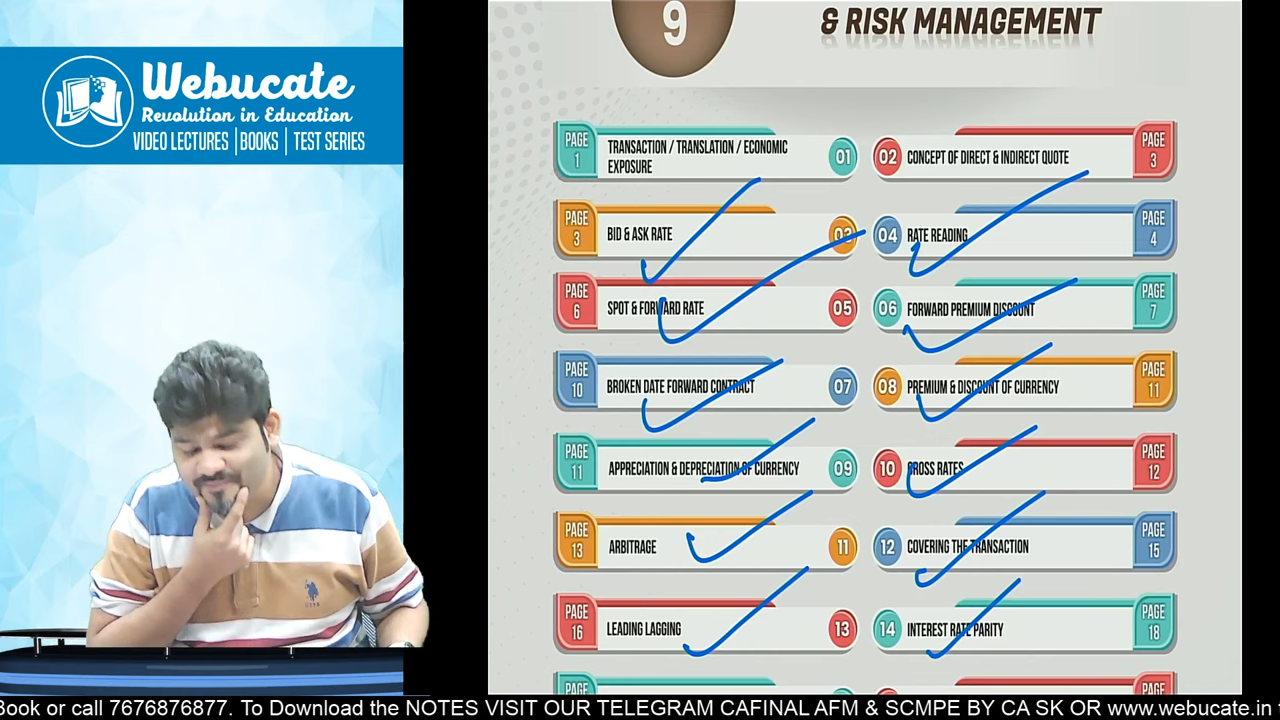 Webucate
Revolution in Education
VIDEO LECTURES | BOOKS | TEST SERIES
9
& RISK MANAGEMENT
PAGE 1
TRANSACTION / TRANSLATION / ECONOMIC
EXPOSURE
01
02
CONCEPT OF DIRECT & INDIRECT QUOTE
PAGE 3
PAGE 3
BID & ASK RATE
03
04
RATE READING
PAGE 4
PAGE 6
SPOT & FORWARD RATE
05
06
FORWARD PREMIUM DISCOUNT
PAGE 7
PAGE 10
BROKEN DATE FORWARD CONTRACT
07
08
PREMIUM & DISCOUNT OF CURRENCY
PAGE 11
PAGE 11
APPRECIATION & DEPRECIATION OF CURRENCY
09
10
CROSS RATES
PAGE 12
PAGE 13
ARBITRAGE
11
12
COVERING THE TRANSACTION
PAGE 15
PAGE 16
LEADING LAGGING
13
14
INTEREST RATE PARITY
PAGE 18
PAGE
PAGE
Book or call 7676876877. To Download the NOTES VISIT OUR TELEGRAM CAFINAL AFM & SCMPE BY CA SK OR www.webucate.in